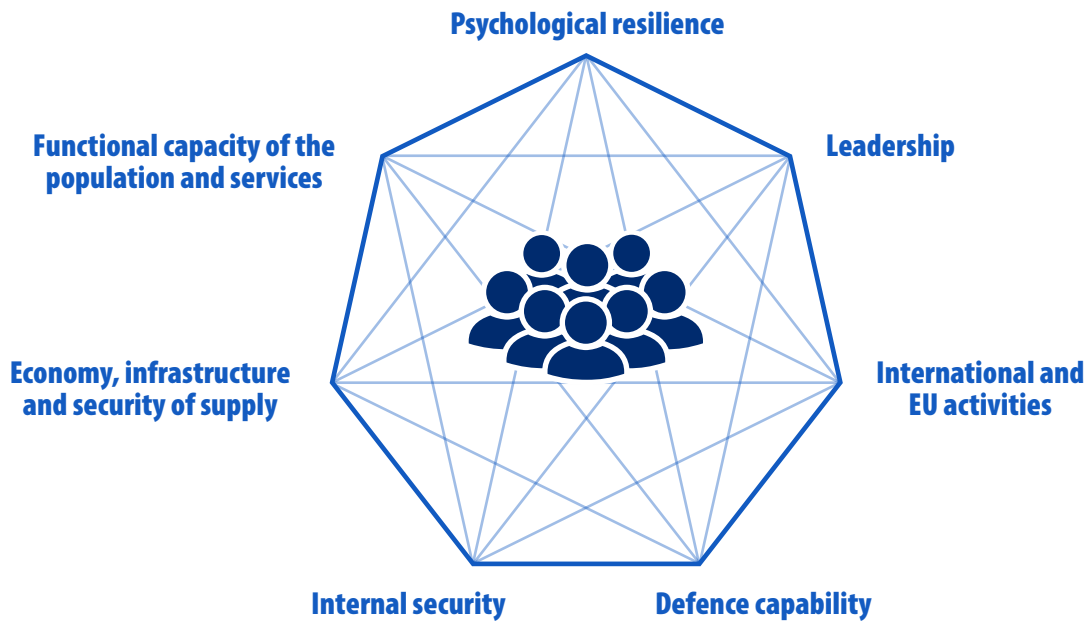 Psychological resilience
Functional capacity of the
population and services
Leadership
Economy, infrastructure
and security of supply
International and
EU activities
Internal security
Defence capability